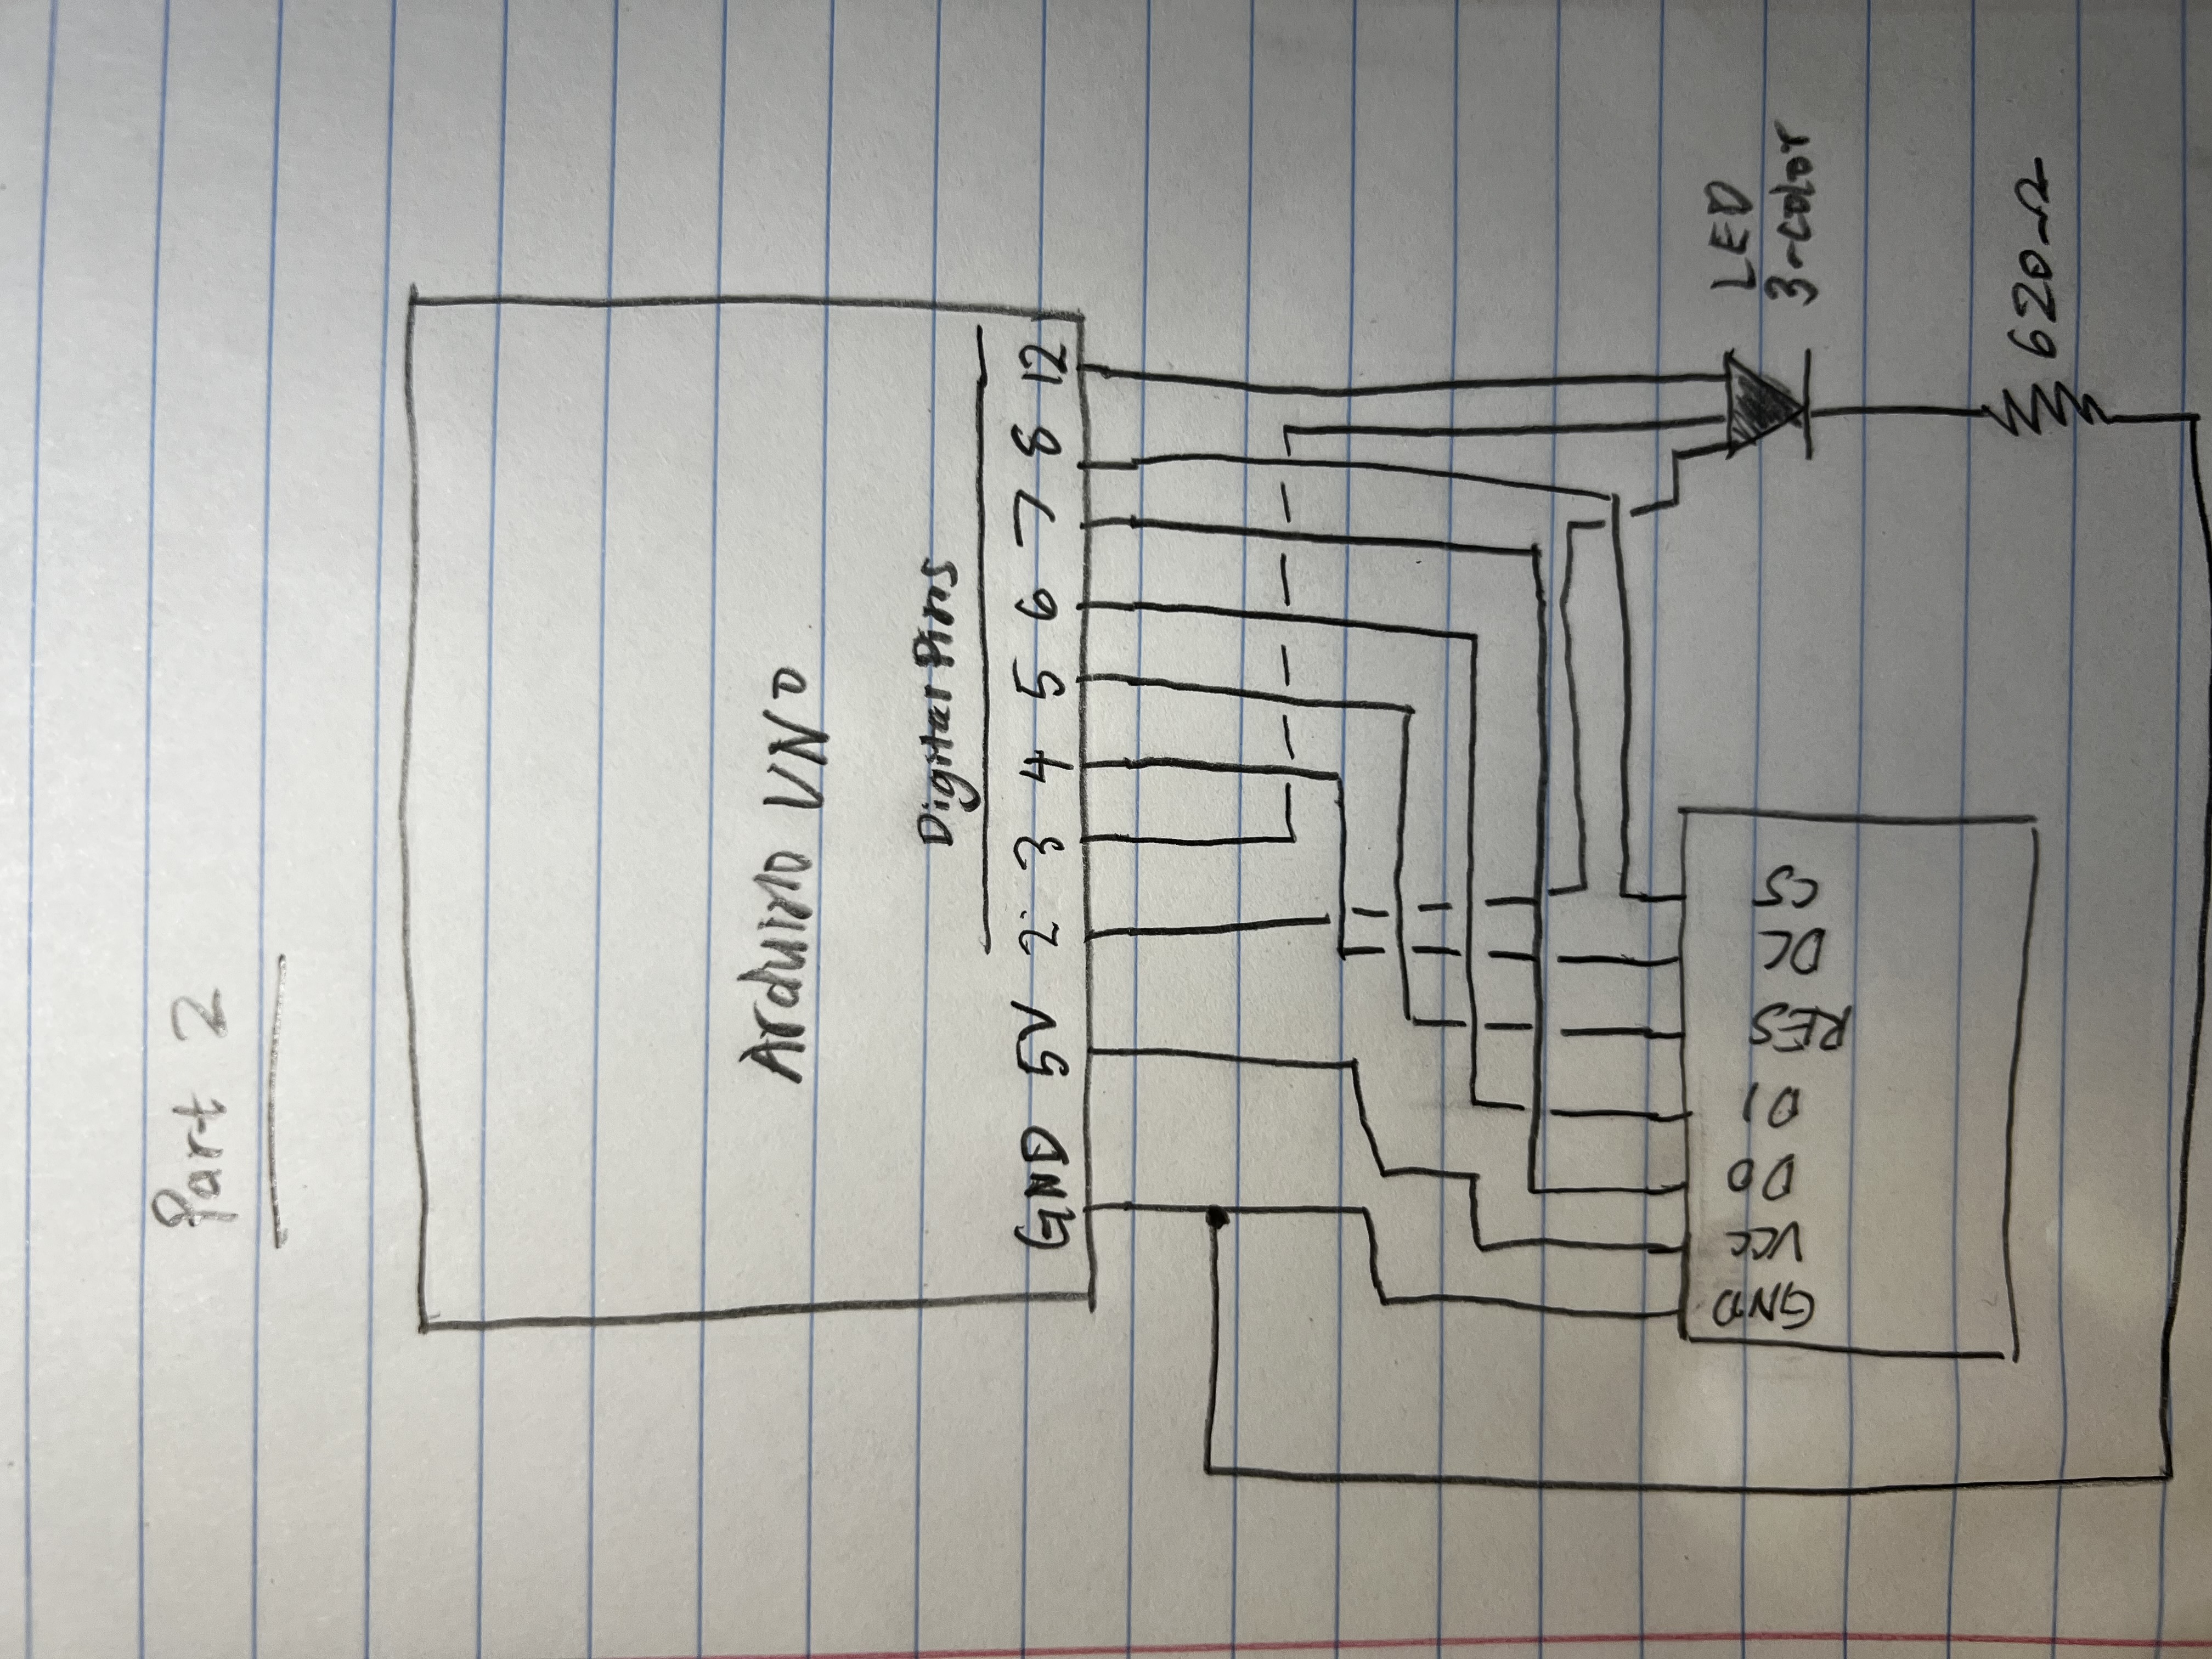 Part 2
Arduino UNO
Digital Pins
GND 5V 2 3 4 5 6 7 8 12
GND VCC D0 D1 RES DC CS
LED
3-color
620Ω